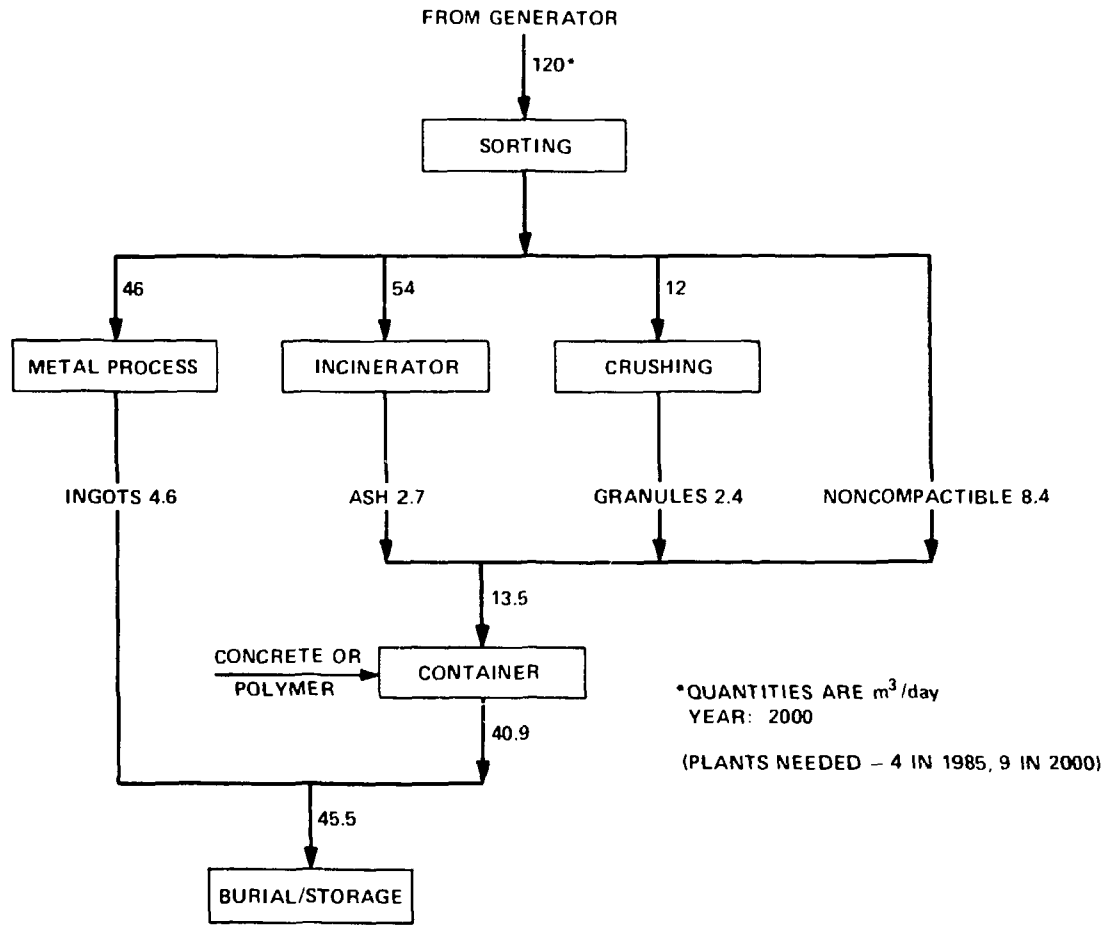 FROM GENERATOR
120*
SORTING
46
54
12
METAL PROCESS
INCINERATOR
CRUSHING
INGOTS 4.6
ASH 2.7
GRANULES 2.4
NONCOMPACTIBLE 8.4
13.5
CONCRETE OR
POLYMER
CONTAINER
*QUANTITIES ARE m³/day
YEAR: 2000
40.9
(PLANTS NEEDED – 4 IN 1985, 9 IN 2000)
45.5
BURIAL/STORAGE